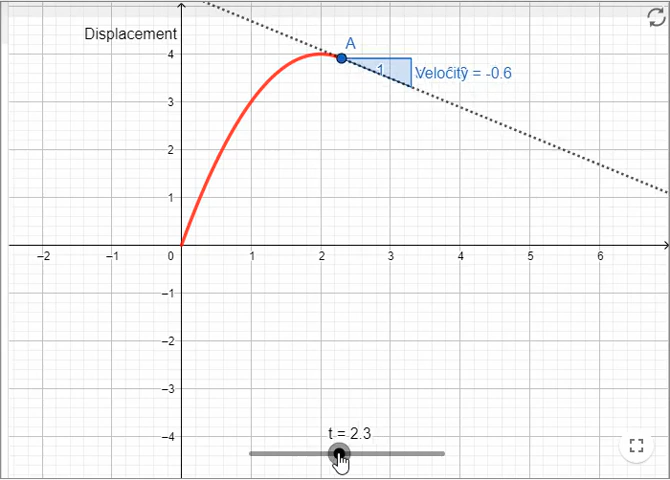 Displacement
A
1
Velocity = -0.6
4
3
2
1
–2 –1 0 1 2 3 4 5 6
–1
–2
–3
–4
t = 2.3